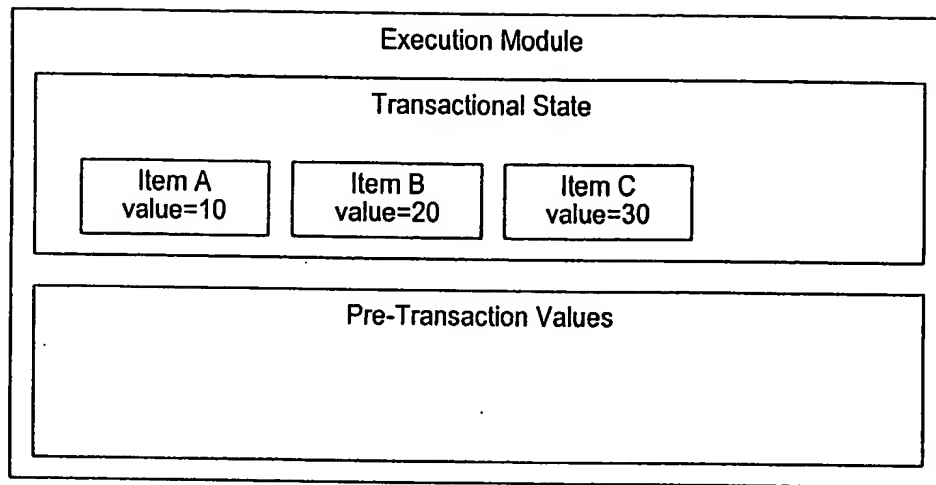 Execution Module
Transactional State
Item A
value=10
Item B
value=20
Item C
value=30
Pre-Transaction Values